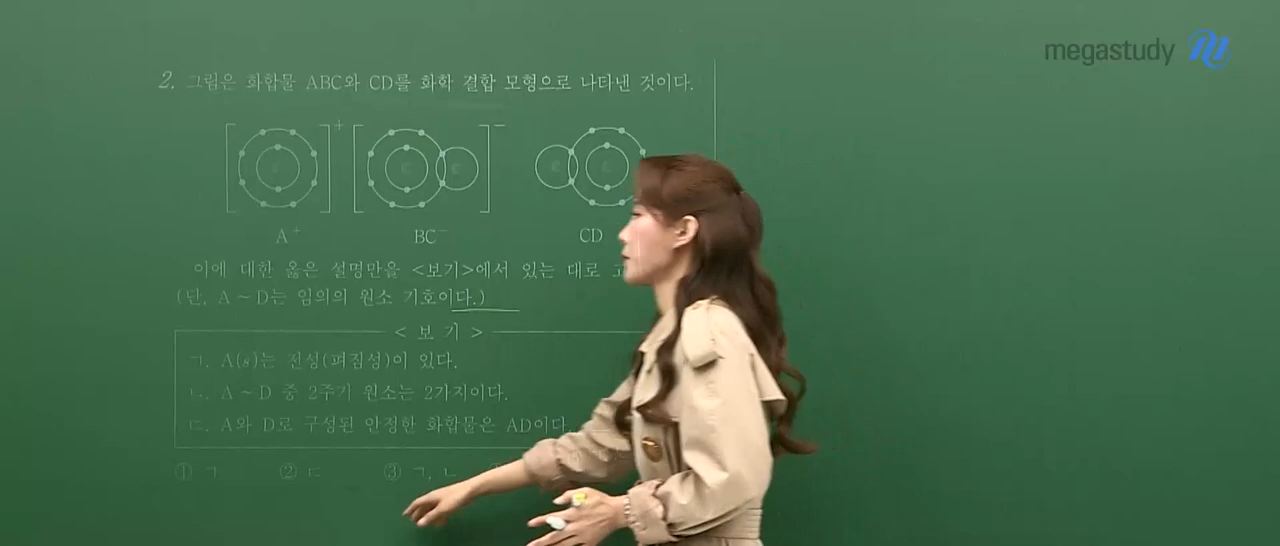 megastudy
2. 그림은 화합물 ABC와 CD를 화학 결합 모형으로 나타낸 것이다.
+ −
A⁺ BC⁻ CD
이에 대한 옳은 설명만을 <보기>에서 있는 대로
(단, A ~ D는 임의의 원소 기호이다.)
< 보 기 >
ㄱ. A(s)는 전성(펴짐성)이 있다.
ㄴ. A ~ D 중 2주기 원소는 2가지이다.
ㄷ. A와 D로 구성된 안정한 화합물은 AD이다.
① ㄱ ② ㄷ ③ ㄱ, ㄴ